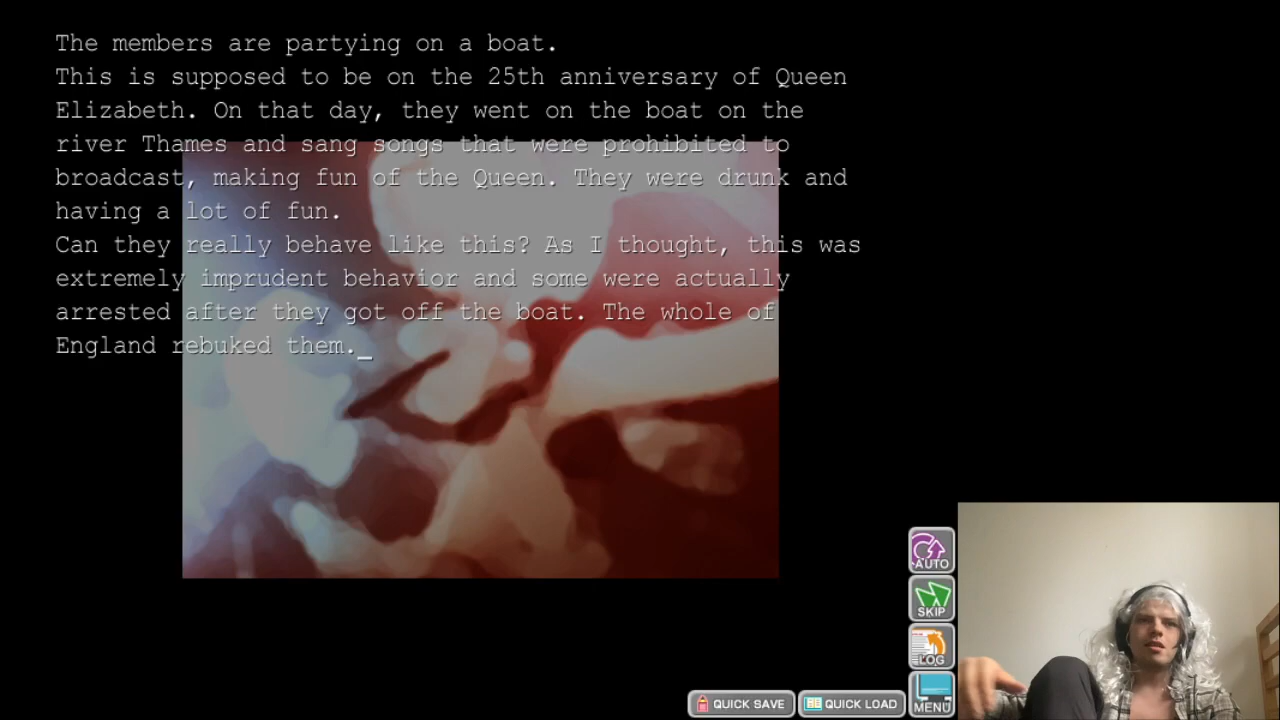 The members are partying on a boat.
This is supposed to be on the 25th anniversary of Queen
Elizabeth. On that day, they went on the boat on the
river Thames and sang songs that were prohibited to
broadcast, making fun of the Queen. They were drunk and
having a lot of fun.
Can they really behave like this? As I thought, this was
extremely imprudent behavior and some were actually
arrested after they got off the boat. The whole of
England rebuked them._
AUTO
SKIP
LOG
MENU
QUICK SAVE
QUICK LOAD